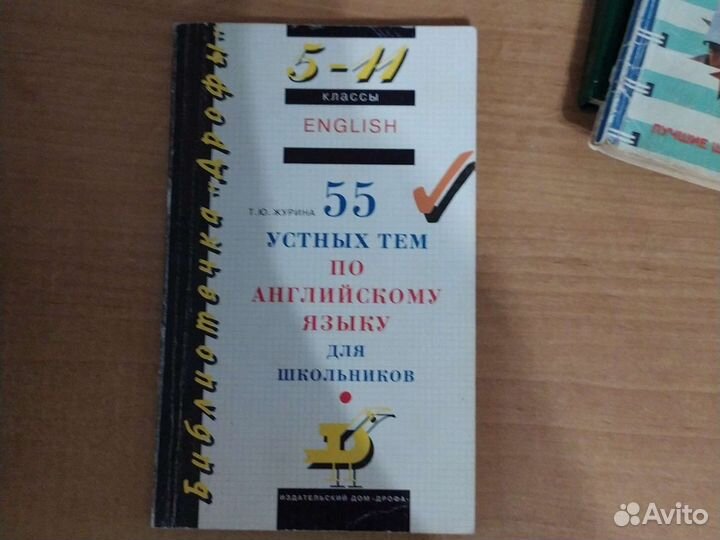 Библиотечка "Дрофы"
5-11
классы
ENGLISH
Т. Ю. ЖУРИНА 55
УСТНЫХ ТЕМ
ПО
АНГЛИЙСКОМУ
ЯЗЫКУ
ДЛЯ
ШКОЛЬНИКОВ
ИЗДАТЕЛЬСКИЙ ДОМ «ДРОФА»
ЛУЧШИЕ
Avito